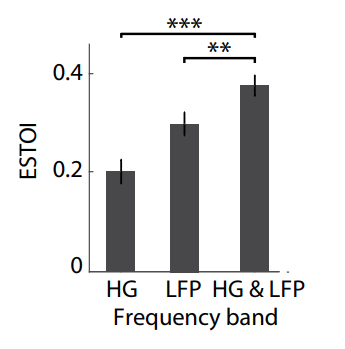 ***
**
0.4
0.2
0
ESTOI
HG LFP HG & LFP
Frequency band